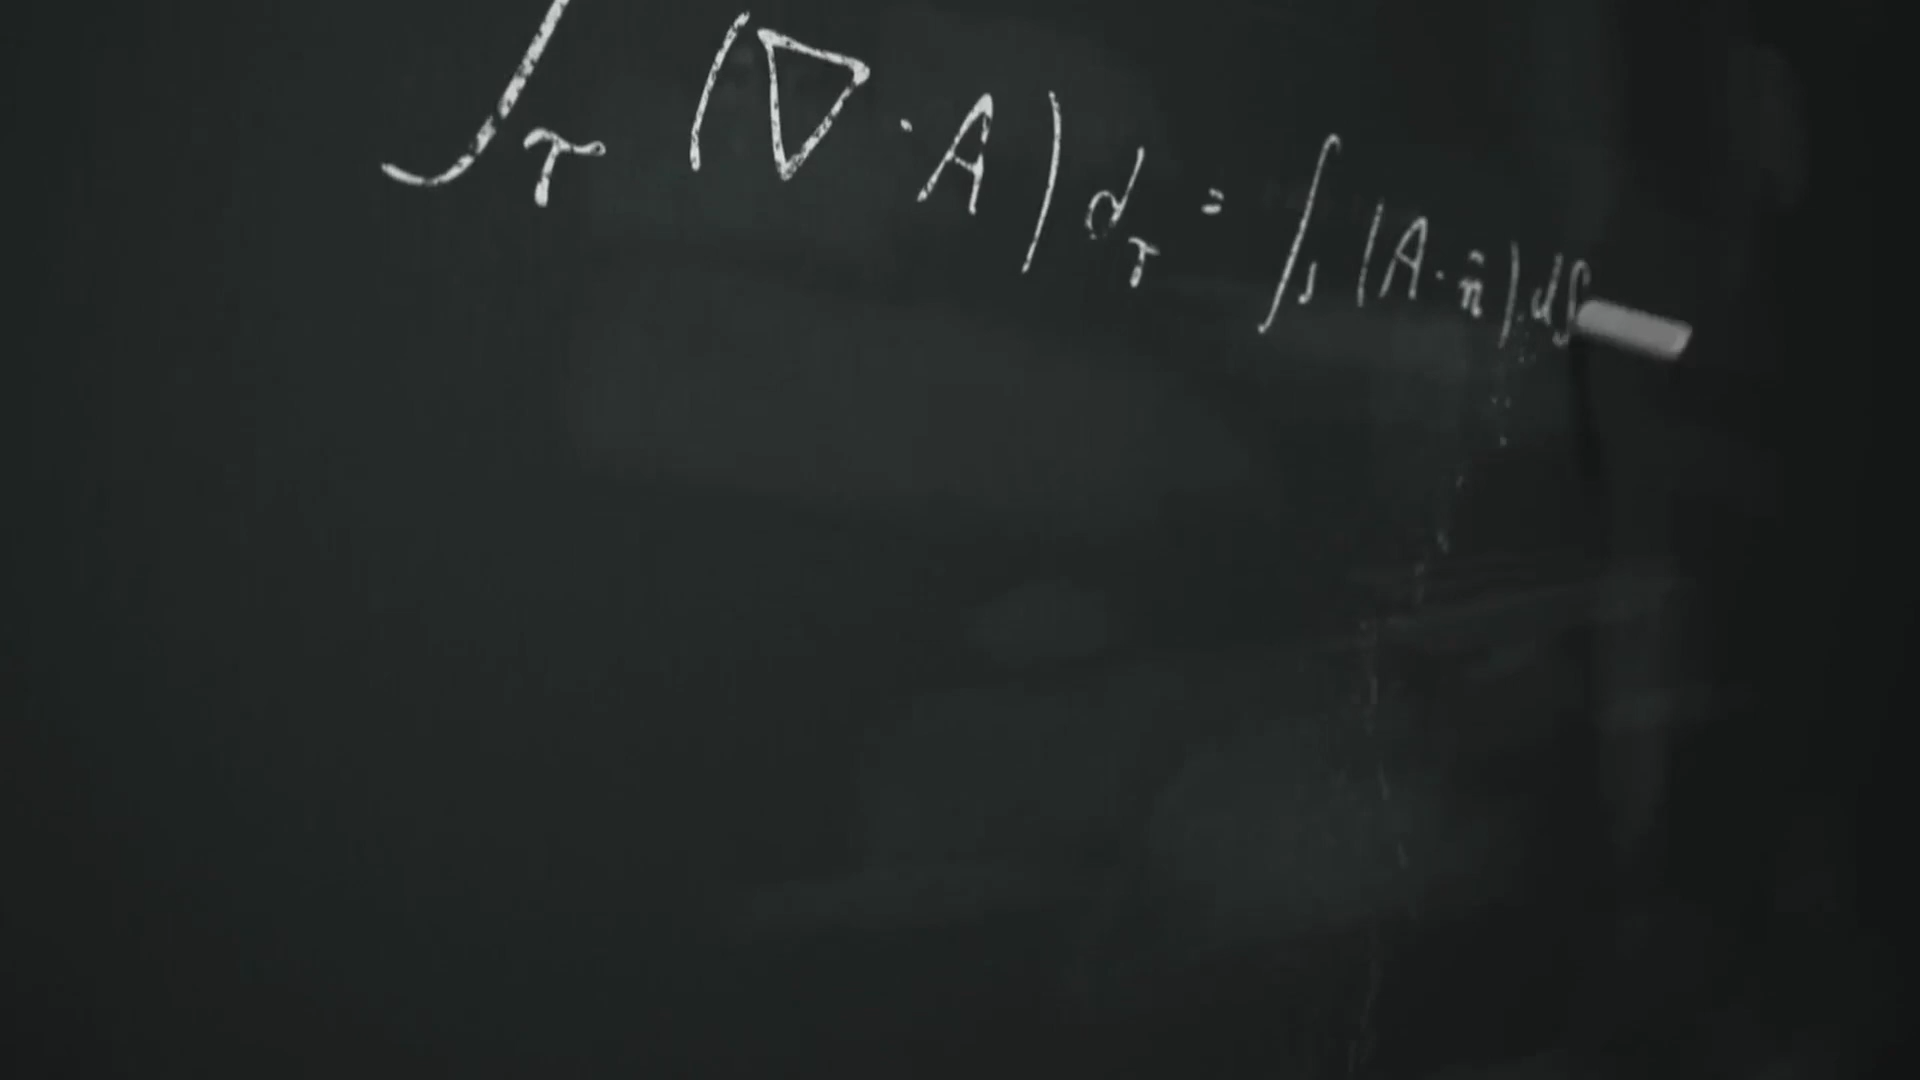 ∫τ (∇·A) dτ = ∫s (A·n̂) ds